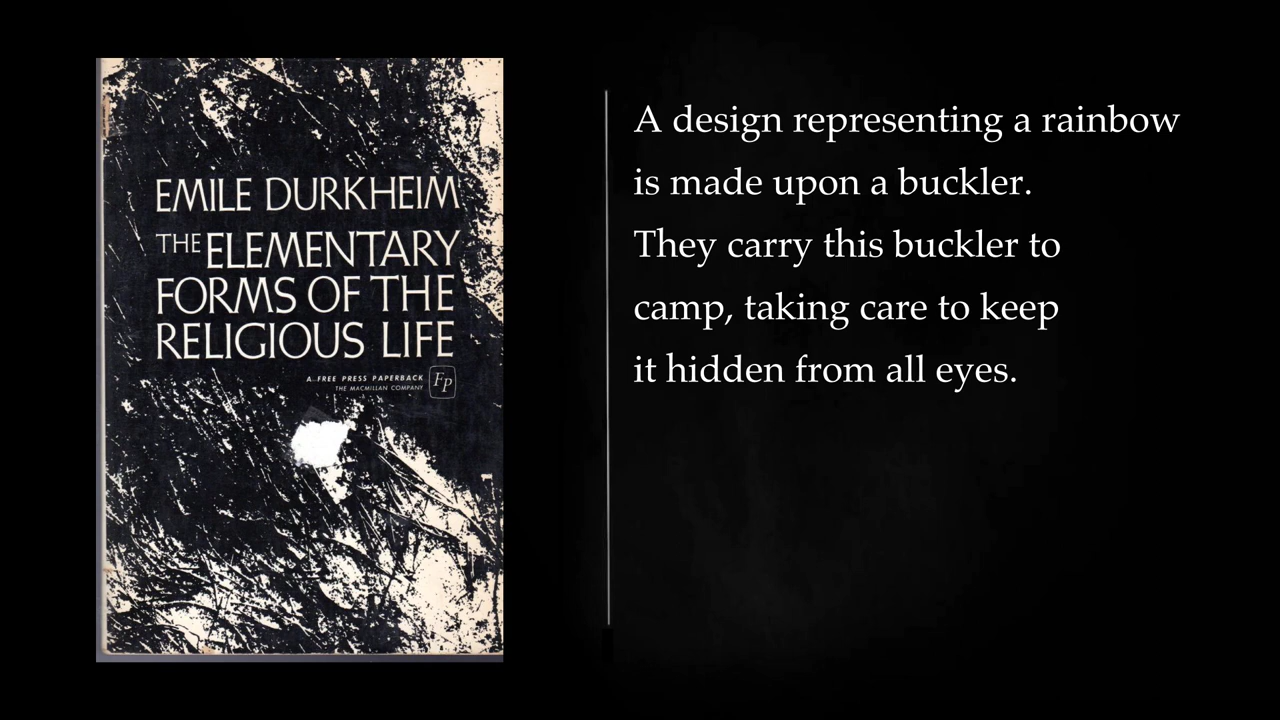 EMILE DURKHEIM
THE ELEMENTARY
FORMS OF THE
RELIGIOUS LIFE
A FREE PRESS PAPERBACK
THE MACMILLAN COMPANY
FP
A design representing a rainbow
is made upon a buckler.
They carry this buckler to
camp, taking care to keep
it hidden from all eyes.